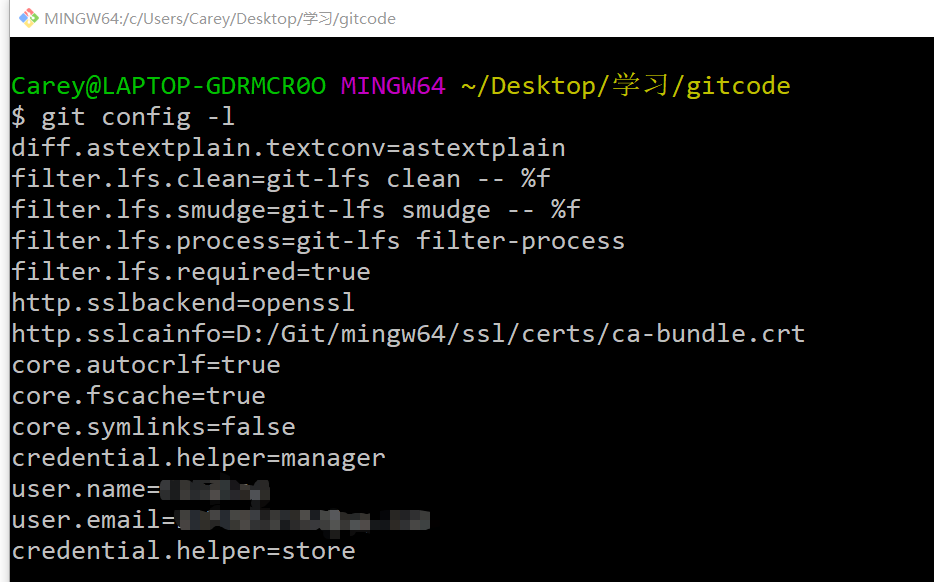 MINGW64:/c/Users/Carey/Desktop/学习/gitcode
Carey@LAPTOP-GDRMCR0O MINGW64 ~/Desktop/学习/gitcode
$ git config -l
diff.astextplain.textconv=astextplain
filter.lfs.clean=git-lfs clean -- %f
filter.lfs.smudge=git-lfs smudge -- %f
filter.lfs.process=git-lfs filter-process
filter.lfs.required=true
http.sslbackend=openssl
http.sslcainfo=D:/Git/mingw64/ssl/certs/ca-bundle.crt
core.autocrlf=true
core.fscache=true
core.symlinks=false
credential.helper=manager
user.name=
user.email=
credential.helper=store